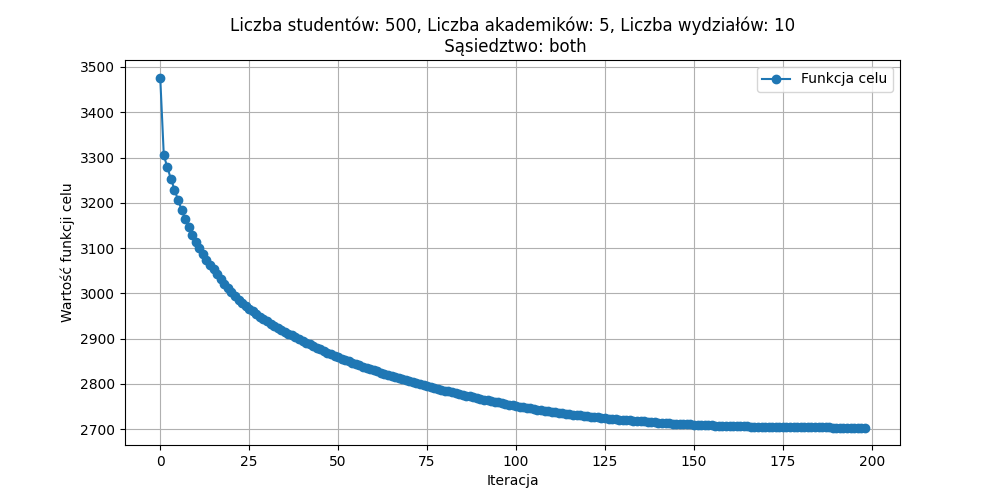 Liczba studentów: 500, Liczba akademików: 5, Liczba wydziałów: 10
Sąsiedztwo: both
Funkcja celu
Wartość funkcji celu
3500
3400
3300
3200
3100
3000
2900
2800
2700
0 25 50 75 100 125 150 175 200
Iteracja